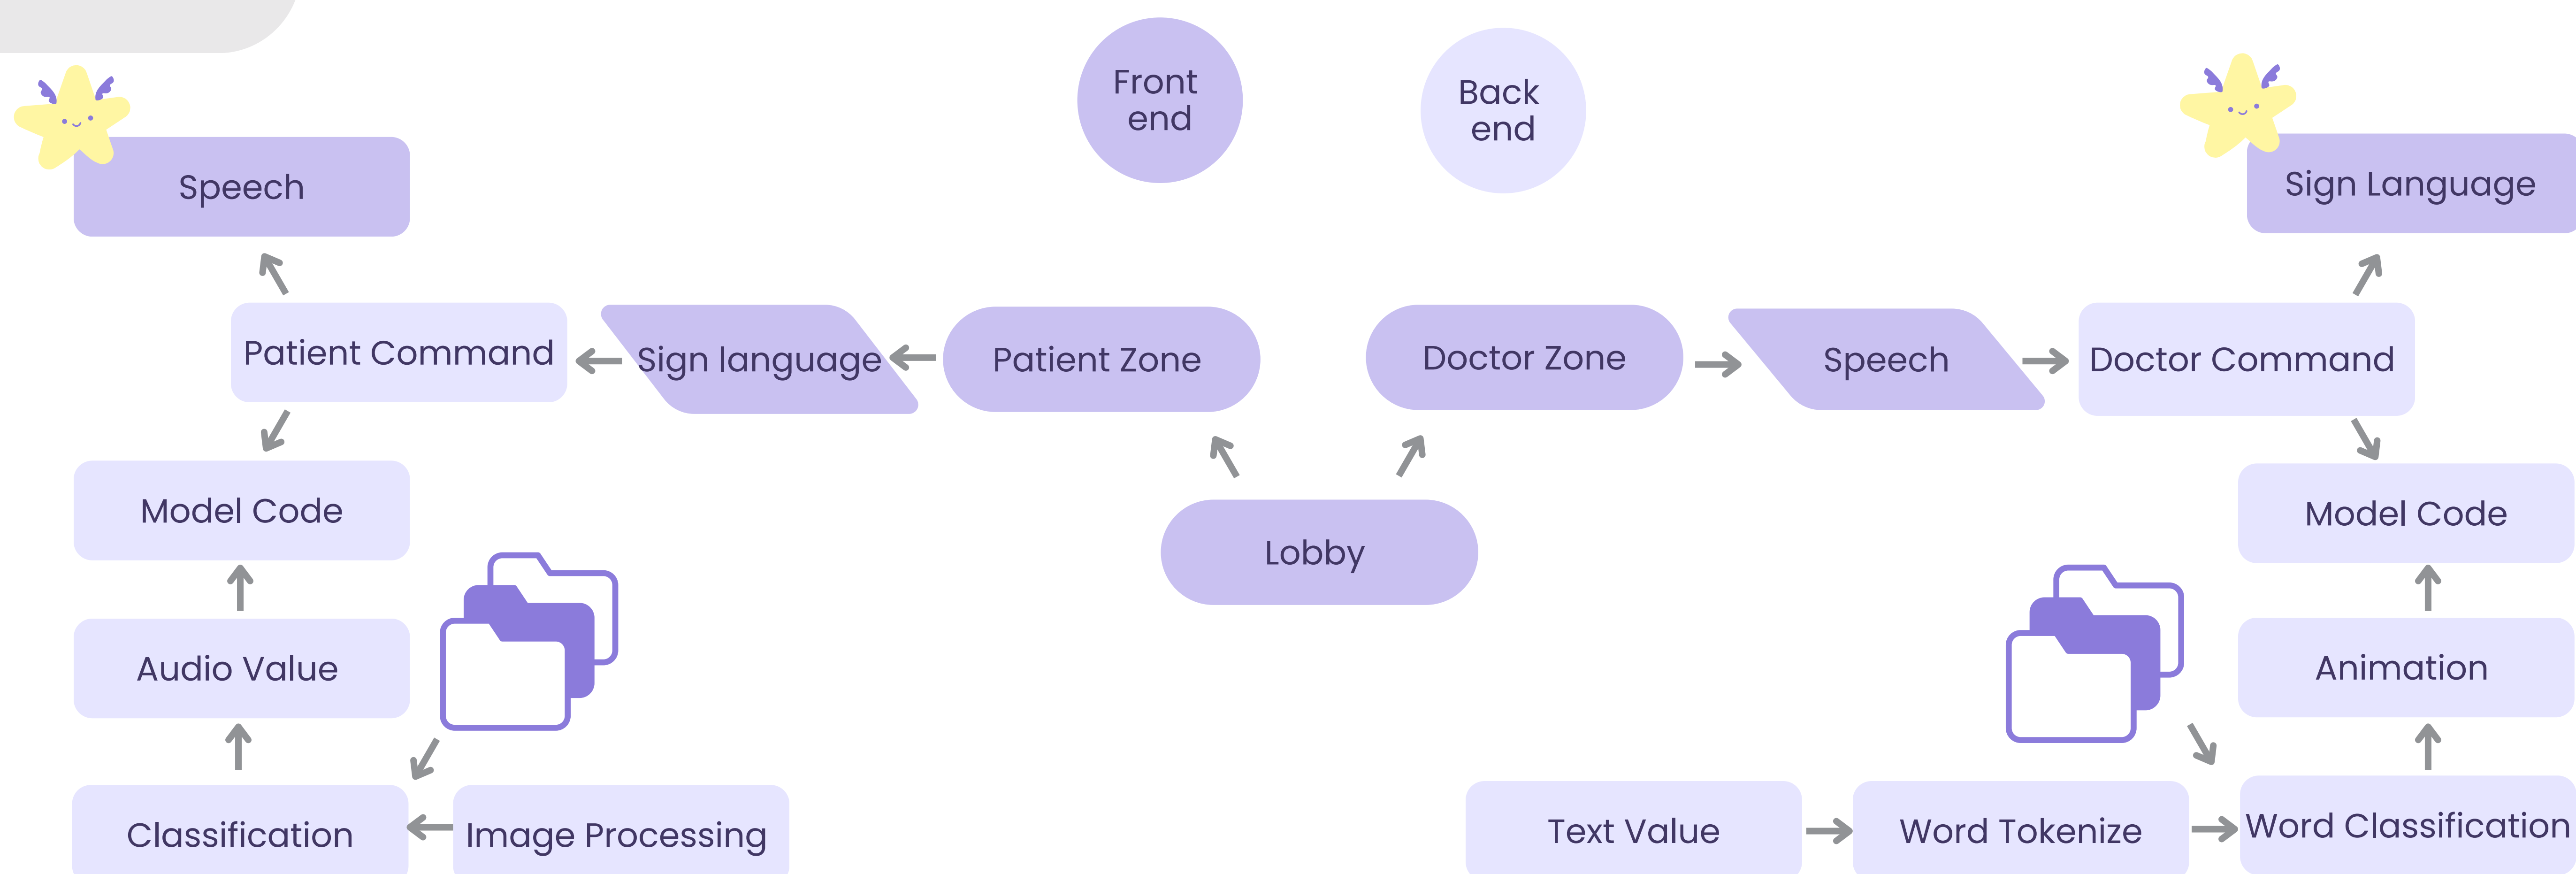 Front
end
Back
end
Speech
Sign Language
Patient Command
Sign language
Patient Zone
Doctor Zone
Speech
Doctor Command
Model Code
Lobby
Model Code
Audio Value
Animation
Classification
Image Processing
Text Value
Word Tokenize
Word Classification